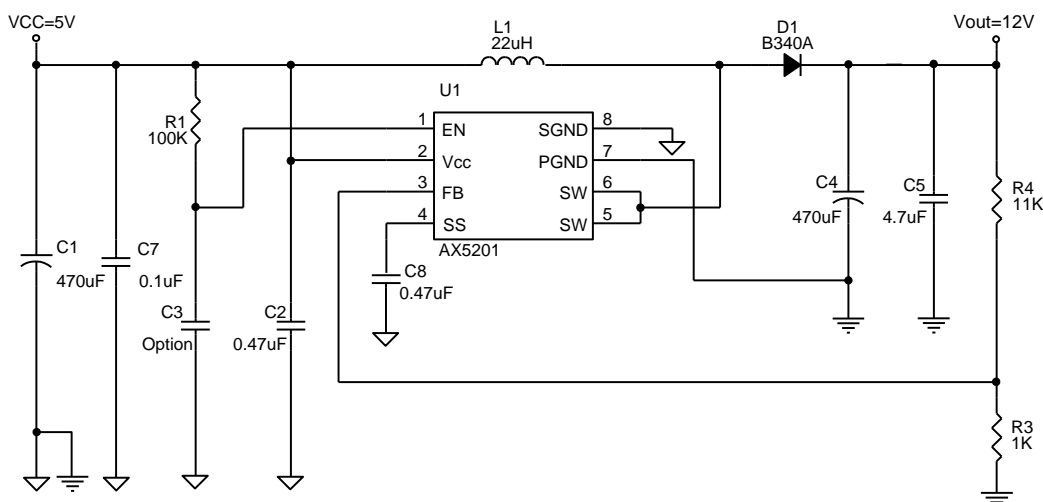 VCC=5V
L1
22uH
D1
B340A
Vout=12V
U1
R1
100K
1 EN SGND 8
2 Vcc PGND 7
3 FB SW 6
4 SS SW 5
AX5201
C4
470uF
C5
4.7uF
R4
11K
C1
470uF
C7
0.1uF
C8
0.47uF
C3
Option
C2
0.47uF
R3
1K